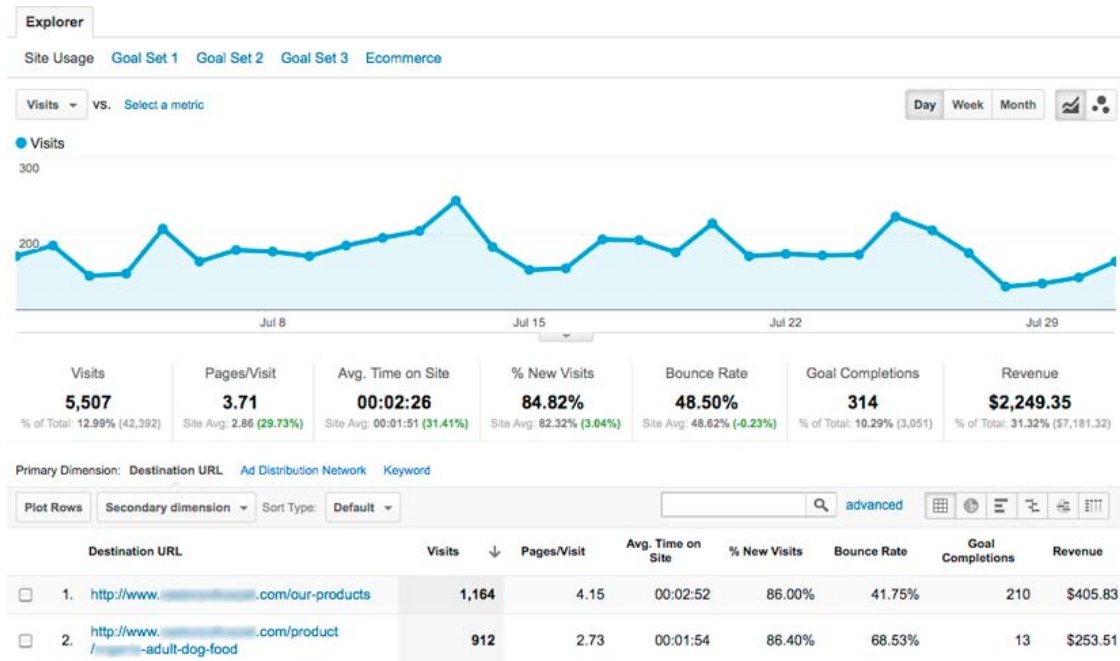 Explorer
Site Usage Goal Set 1 Goal Set 2 Goal Set 3 Ecommerce
Visits VS. Select a metric Day Week Month
Visits
300
200
Jul 8 Jul 15 Jul 22 Jul 29
Visits Pages/Visit Avg. Time on Site % New Visits Bounce Rate Goal Completions Revenue
5,507 3.71 00:02:26 84.82% 48.50% 314 $2,249.35
% of Total: 12.99% (42,392) Site Avg: 2.86 (29.73%) Site Avg: 00:01:51 (31.41%) Site Avg: 82.32% (3.04%) Site Avg: 48.62% (-0.23%) % of Total: 10.29% (3,051) % of Total: 31.32% ($7,181.32)
Primary Dimension: Destination URL Ad Distribution Network Keyword
Plot Rows Secondary dimension Sort Type: Default advanced
Destination URL Visits Pages/Visit Avg. Time on Site % New Visits Bounce Rate Goal Completions Revenue
1. http://www. .com/our-products 1,164 4.15 00:02:52 86.00% 41.75% 210 $405.83
2. http://www. .com/product 912 2.73 00:01:54 86.40% 68.53% 13 $253.51
/ -adult-dog-food